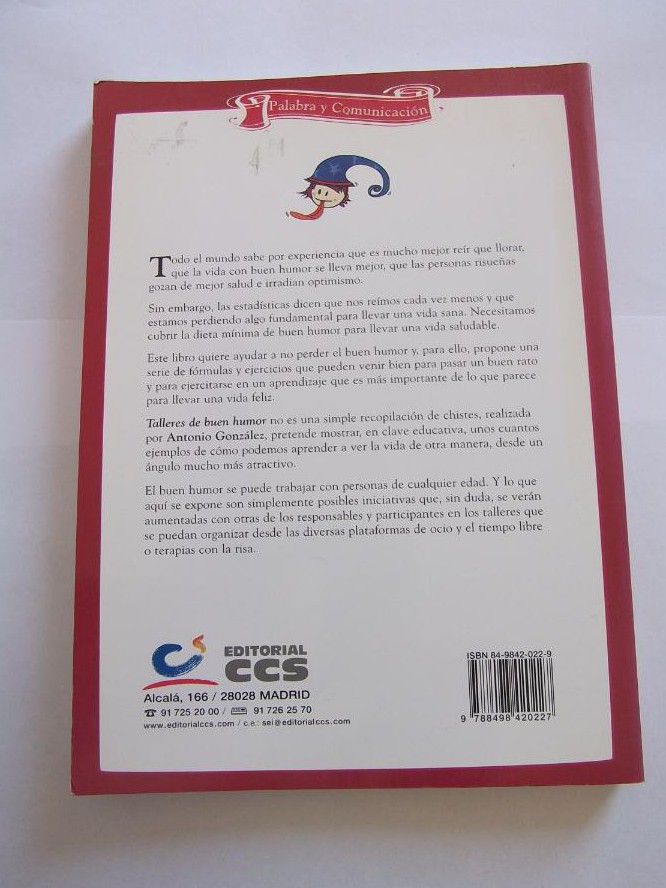 Palabra y Comunicación
Todo el mundo sabe por experiencia que es mucho mejor reír que llorar,
que la vida con buen humor se lleva mejor, que las personas risueñas
gozan de mejor salud e irradian optimismo.
Sin embargo, las estadísticas dicen que nos reímos cada vez menos y que
estamos perdiendo algo fundamental para llevar una vida sana. Necesitamos
cubrir la dieta mínima de buen humor para llevar una vida saludable.
Este libro quiere ayudar a no perder el buen humor y, para ello, propone una
serie de fórmulas y ejercicios que pueden venir bien para pasar un buen rato
y para ejercitarse en un aprendizaje que es más importante de lo que parece
para llevar una vida feliz.
Talleres de buen humor no es una simple recopilación de chistes, realizada
por Antonio González, pretende mostrar, en clave educativa, unos cuantos
ejemplos de cómo podemos aprender a ver la vida de otra manera, desde un
ángulo mucho más atractivo.
El buen humor se puede trabajar con personas de cualquier edad. Y lo que
aquí se expone son simplemente posibles iniciativas que, sin duda, se verán
aumentadas con otras de los responsables y participantes en los talleres que
se puedan organizar desde las diversas plataformas de ocio y el tiempo libre
o terapias con la risa.
EDITORIAL
CCS
Alcalá, 166 / 28028 MADRID
☎ 91 725 20 00 / 91 726 25 70
www.editorialccs.com / c.e.: sei@editorialccs.com
ISBN 84-9842-022-9
9 788498 420227